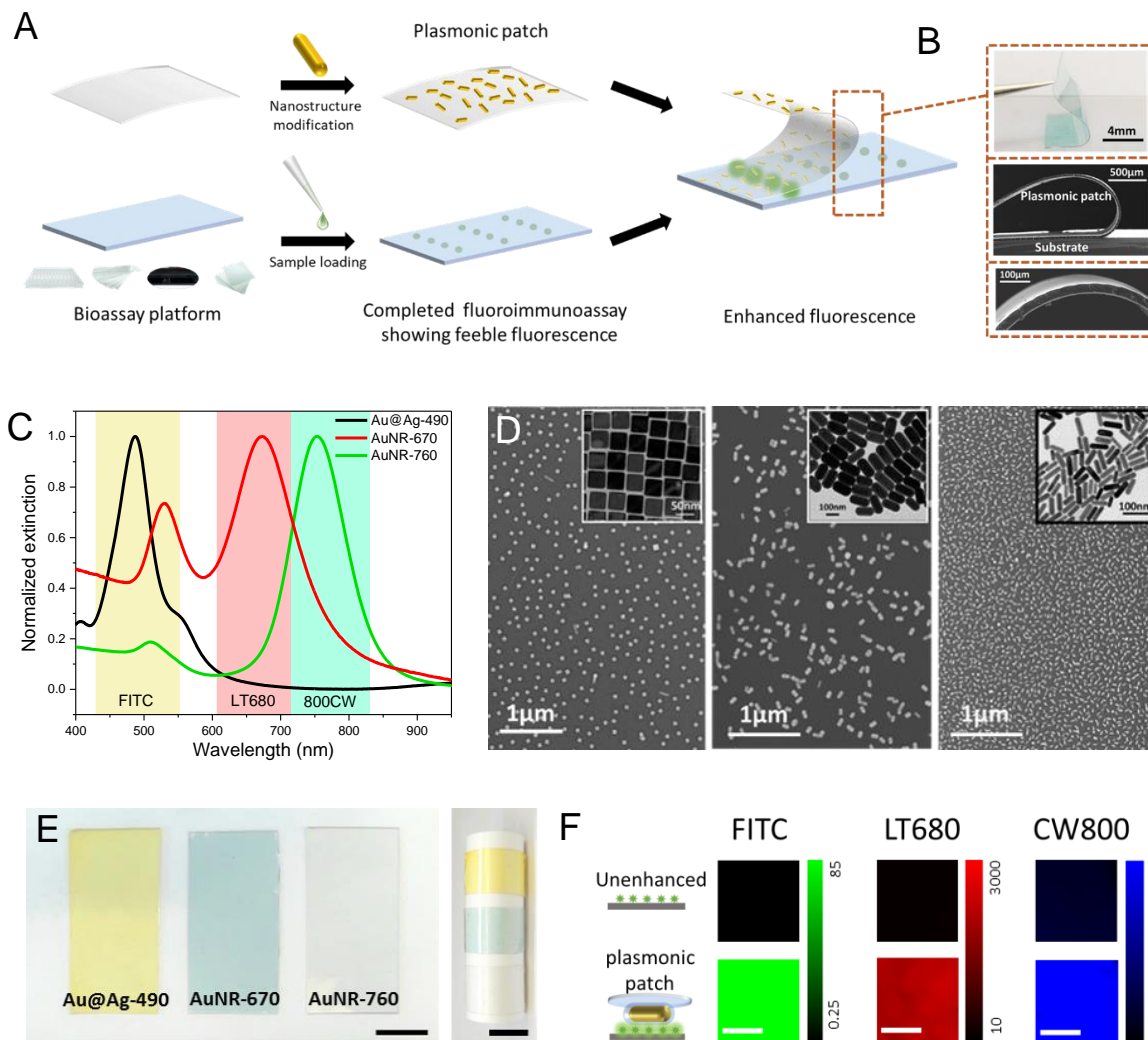 A
Plasmonic patch
Nanostructure
modification
Sample loading
Bioassay platform
Completed fluoroimmunoassay
showing feeble fluorescence
Enhanced fluorescence
B
4mm
500µm
Plasmonic patch
Substrate
100µm
C
Normalized extinction
1.0
0.8
0.6
0.4
0.2
0.0
Au@Ag-490
AuNR-670
AuNR-760
FITC
LT680
800CW
400
500
600
700
800
900
Wavelength (nm)
D
50nm
1µm
100nm
1µm
100nm
1µm
E
Au@Ag-490
AuNR-670
AuNR-760
F
FITC
LT680
CW800
Unenhanced
plasmonic
patch
85
0.25
3000
10